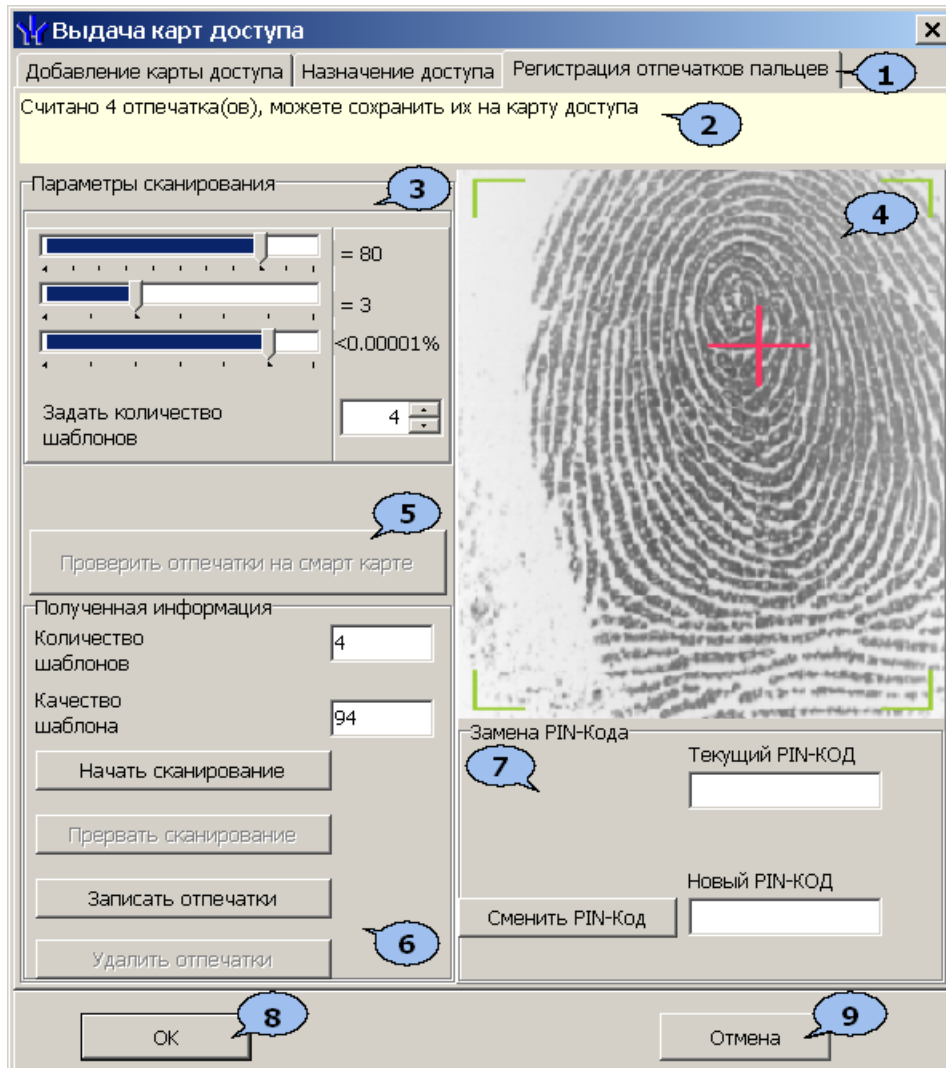 Выдача карт доступа
Добавление карты доступа
Назначение доступа
Регистрация отпечатков пальцев
1
Считано 4 отпечатка(ов), можете сохранить их на карту доступа
2
Параметры сканирования
3
4
= 80
= 3
<0.00001%
Задать количество
шаблонов
4
5
Проверить отпечатки на смарт карте
Полученная информация
Количество
шаблонов
4
Качество
шаблона
94
Начать сканирование
Прервать сканирование
Записать отпечатки
Удалить отпечатки
6
Замена PIN-Кода
7
Текущий PIN-КОД
Новый PIN-КОД
Сменить PIN-Код
OK
8
Отмена
9